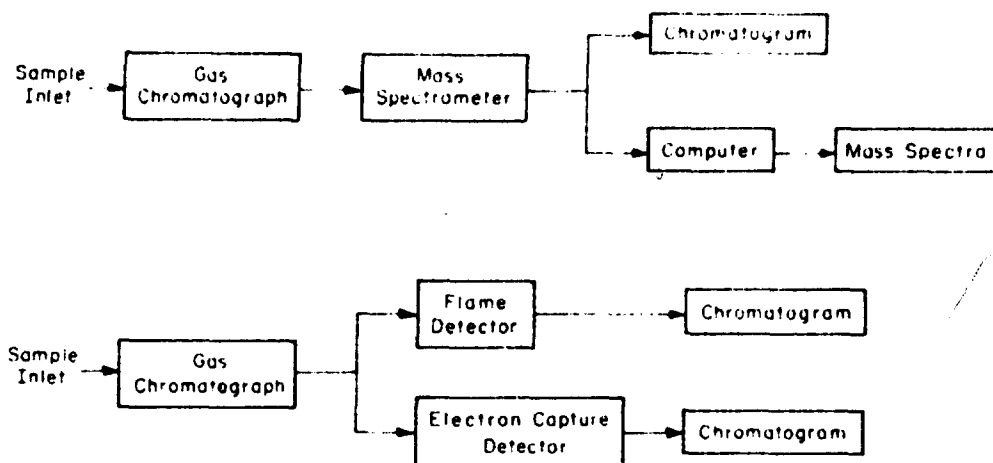 Chromatogram
Sample
Inlet
Gas
Chromatograph
Mass
Spectrometer
Computer
Mass Spectra
Flame
Detector
Chromatogram
Sample
Inlet
Gas
Chromatograph
Electron Capture
Detector
Chromatogram